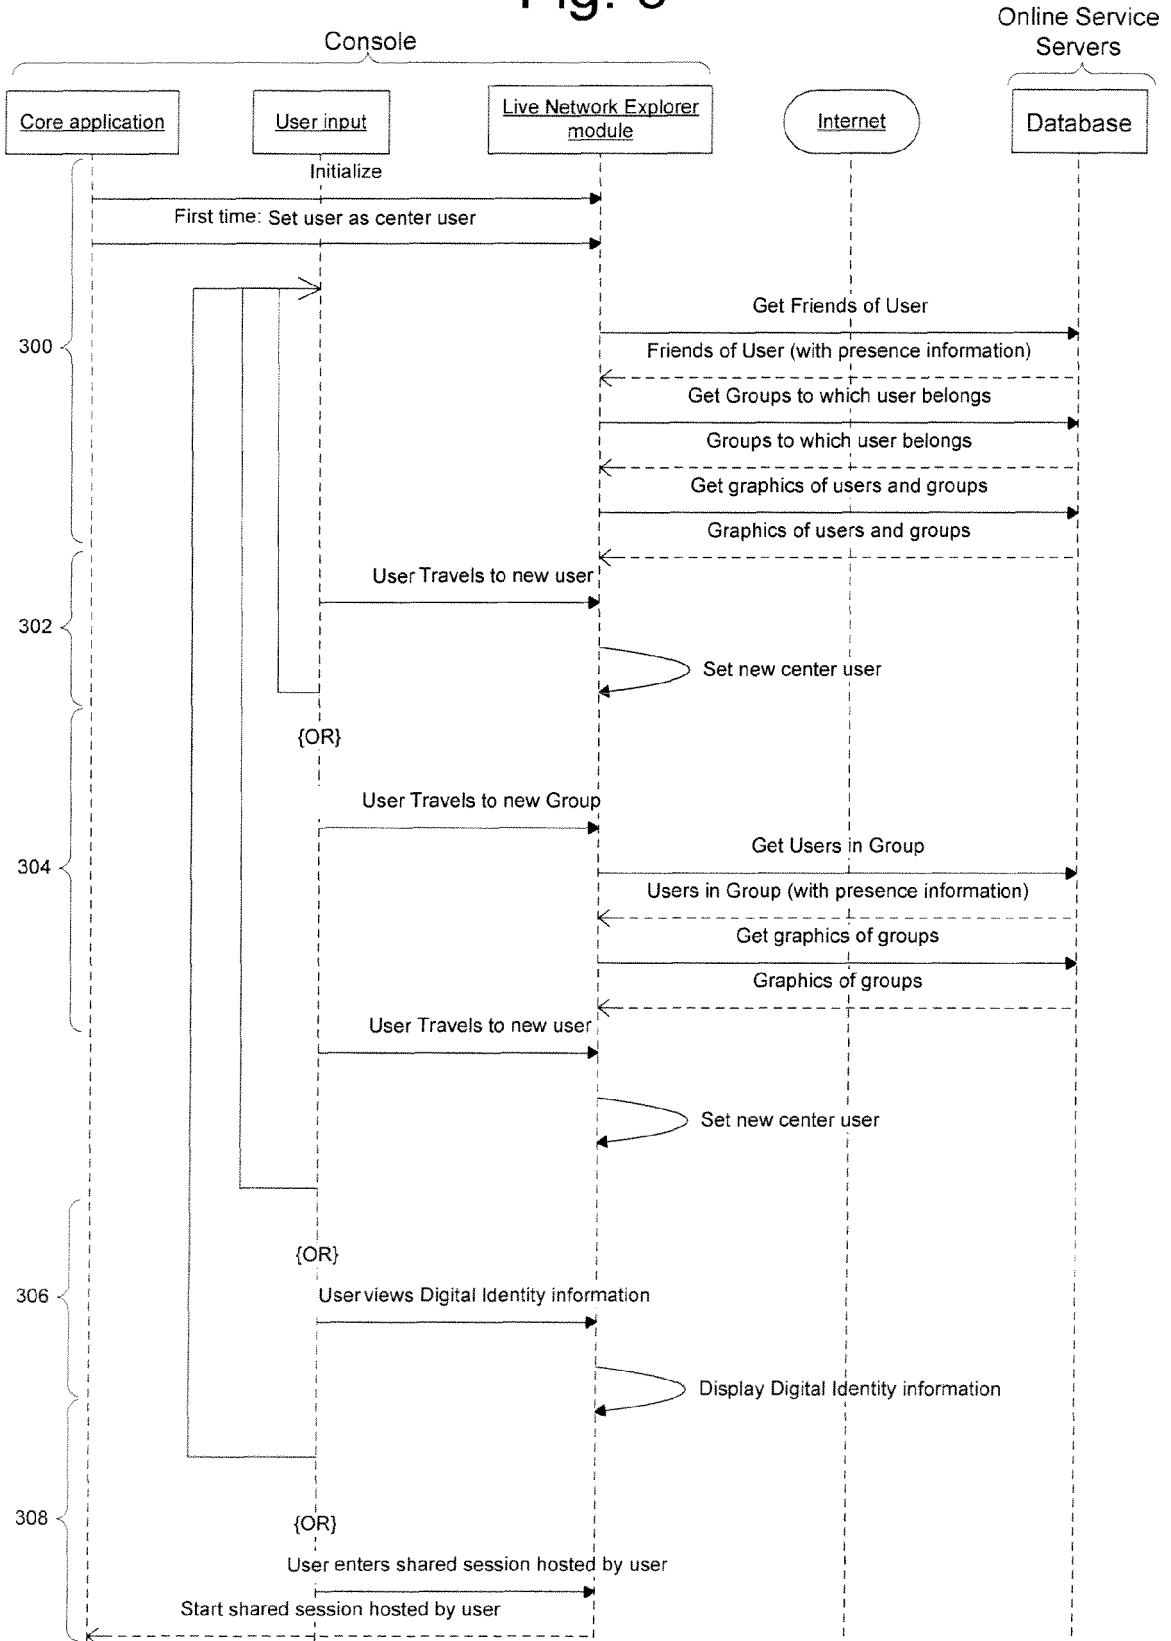 Console
Online Service
Servers
Core application
User input
Live Network Explorer
module
Internet
Database
Initialize
First time: Set user as center user
Get Friends of User
300
Friends of User (with presence information)
Get Groups to which user belongs
Groups to which user belongs
Get graphics of users and groups
Graphics of users and groups
User Travels to new user
302
Set new center user
{OR}
User Travels to new Group
Get Users in Group
304
Users in Group (with presence information)
Get graphics of groups
Graphics of groups
User Travels to new user
Set new center user
{OR}
306
User views Digital Identity information
Display Digital Identity information
308
{OR}
User enters shared session hosted by user
Start shared session hosted by user